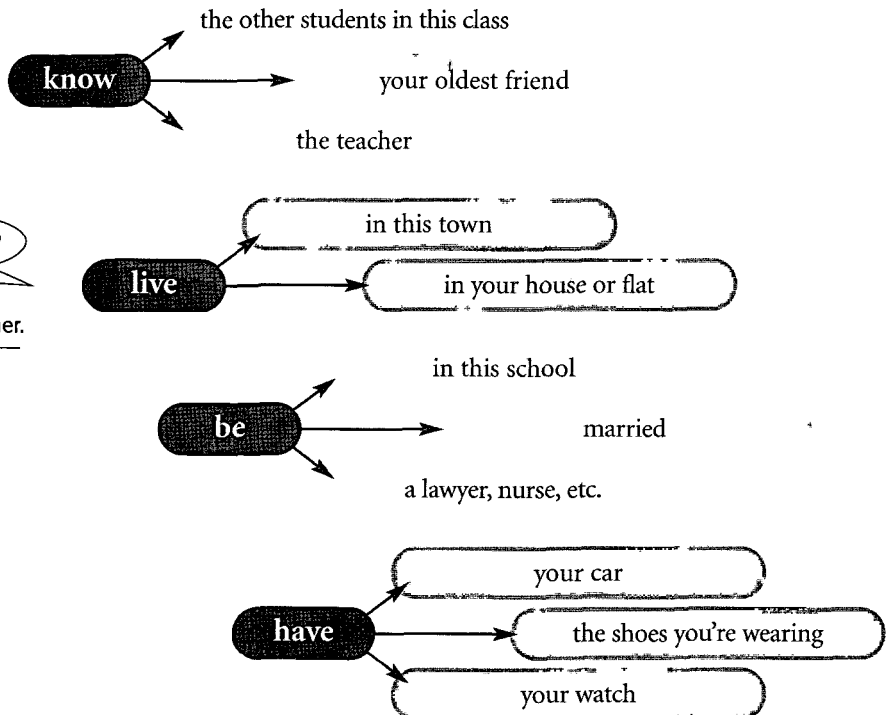 the other students in this class
know
your oldest friend
the teacher
in this town
live
in your house or flat
er.
in this school
be
married
a lawyer, nurse, etc.
your car
have
the shoes you're wearing
your watch